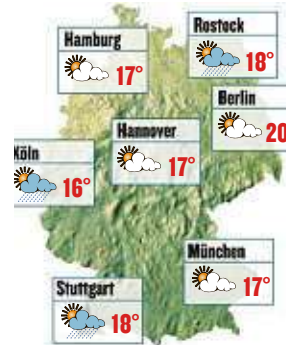 Rostock
18°
Hamburg
17°
Berlin
20
Hannover
17°
Köln
16°
München
17°
Stuttgart
18°